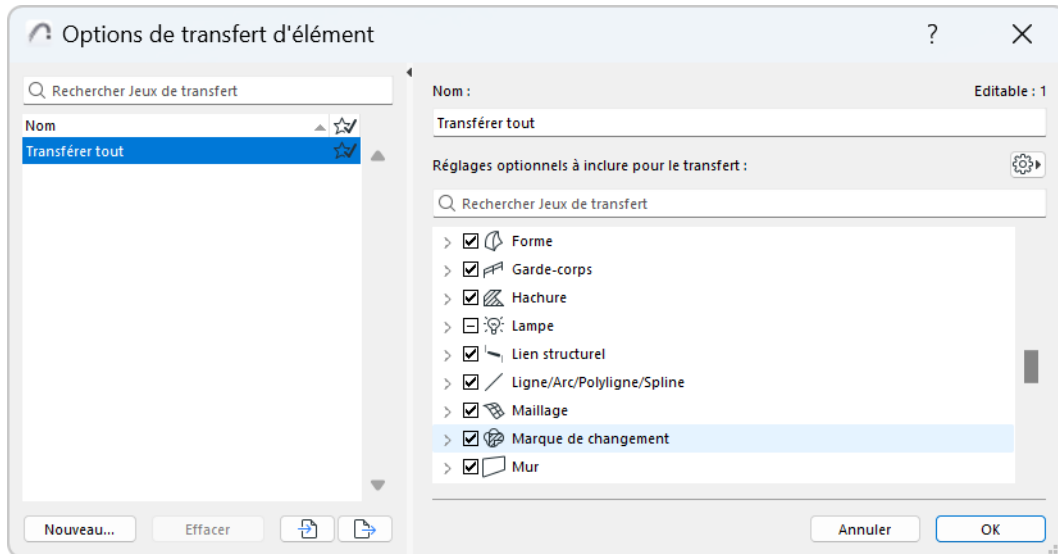 Options de transfert d'élément
?
Rechercher Jeux de transfert
Nom
Transférer tout
Nouveau...
Effacer
Nom :
Editable : 1
Transférer tout
Réglages optionnels à inclure pour le transfert :
Rechercher Jeux de transfert
Forme
Garde-corps
Hachure
Lampe
Lien structurel
Ligne/Arc/Polyligne/Spline
Maillage
Marque de changement
Mur
Annuler
OK